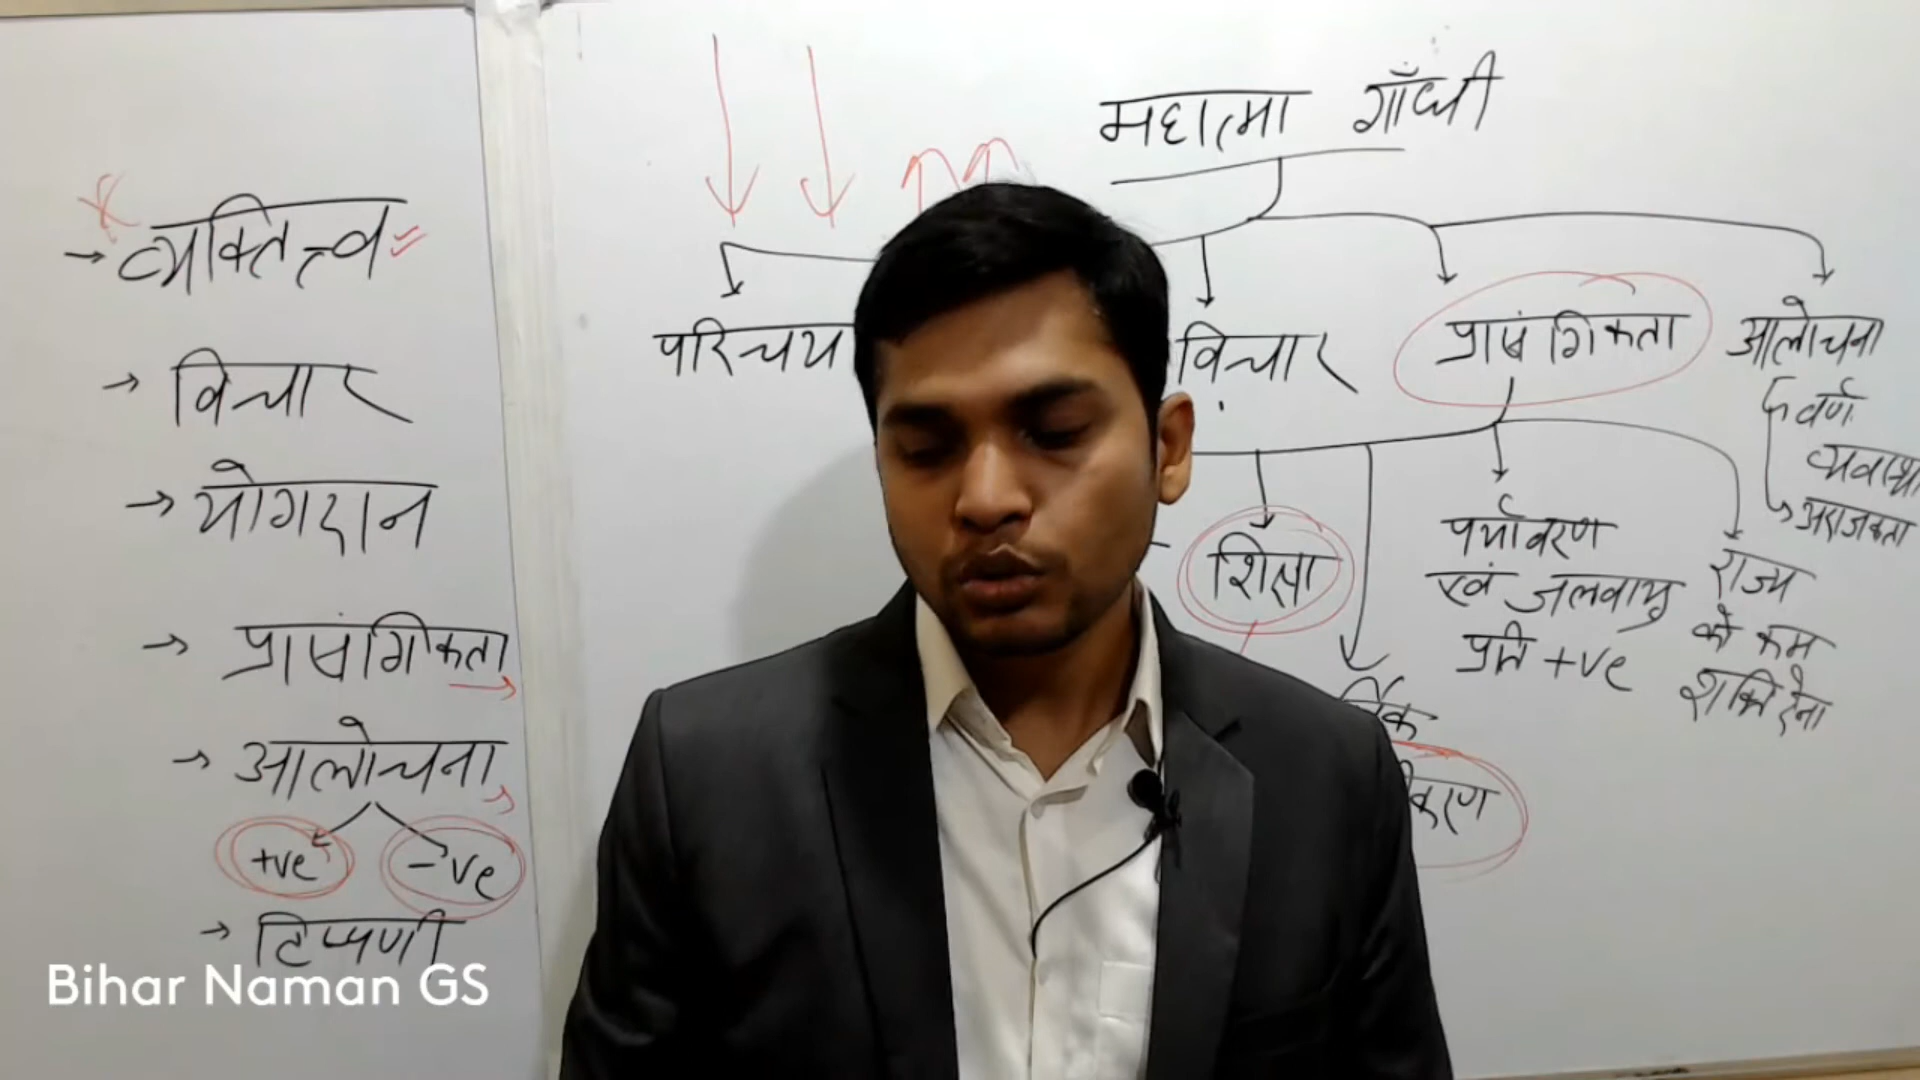 व्यक्तित्व
विचार
योगदान
प्रासंगिकता
आलोचना
+ve
-ve
टिप्पणी
Bihar Naman GS
महात्मा गाँधी
परिचय
विचार
प्रासंगिकता
आलोचना
वर्ण
व्यवस्था
अराजकता
शिक्षा
पर्यावरण
एवं जलवायु
प्रति +ve
राज्य
को कम
शक्ति देना